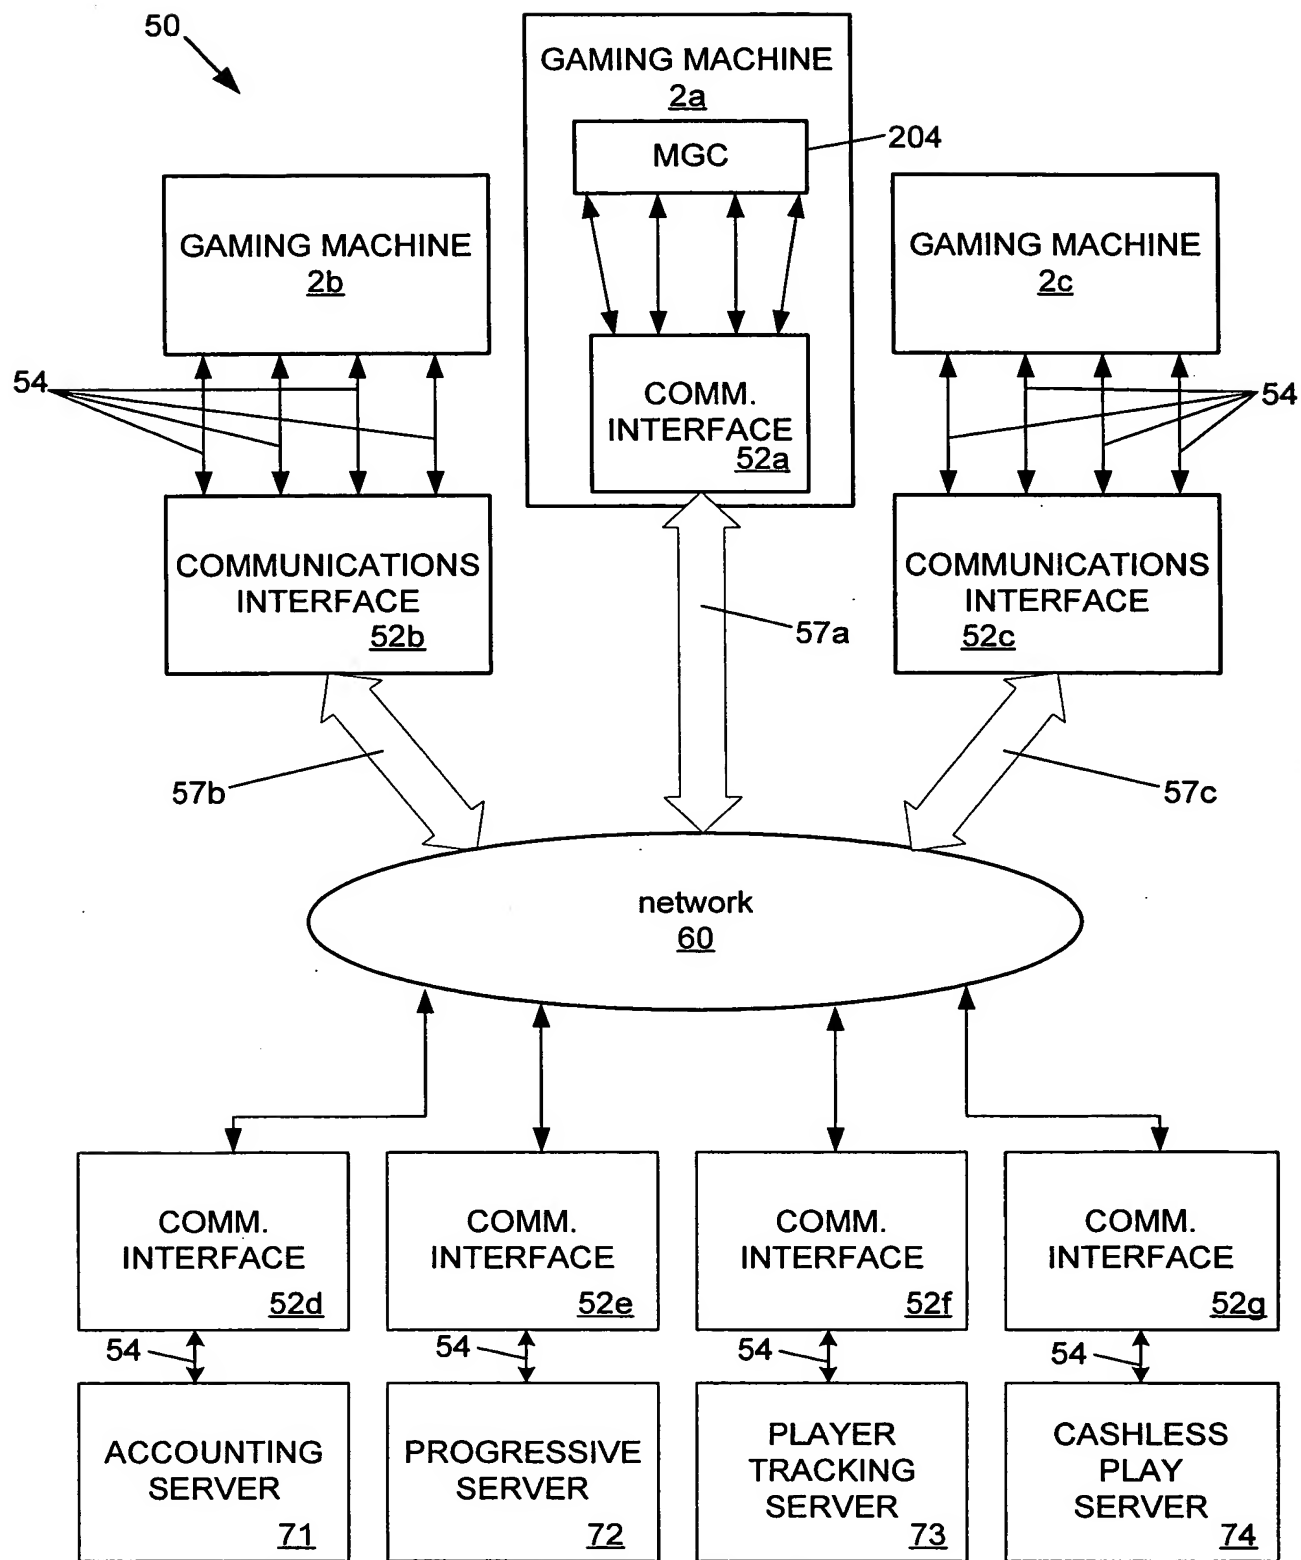 50
GAMING MACHINE
2a
MGC
204
GAMING MACHINE
2b
GAMING MACHINE
2c
54
COMM.
INTERFACE
52a
54
COMMUNICATIONS
INTERFACE
52b
COMMUNICATIONS
INTERFACE
52c
57a
57b
57c
network
60
COMM.
INTERFACE
52d
COMM.
INTERFACE
52e
COMM.
INTERFACE
52f
COMM.
INTERFACE
52g
54
54
54
54
ACCOUNTING
SERVER
71
PROGRESSIVE
SERVER
72
PLAYER
TRACKING
SERVER
73
CASHLESS
PLAY
SERVER
74